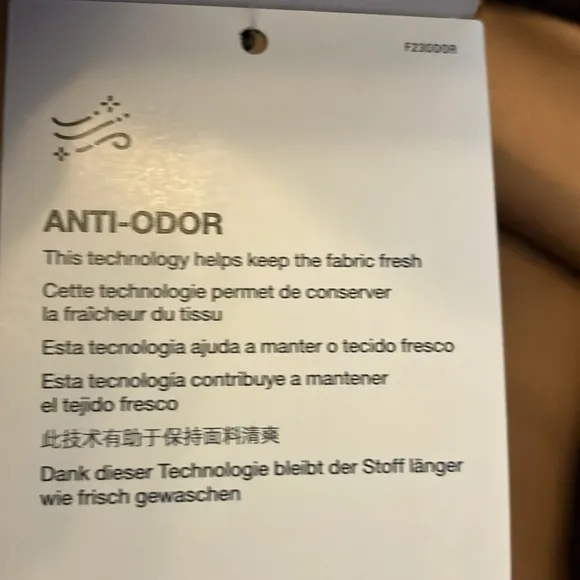 F23ODOR
ANTI-ODOR
This technology helps keep the fabric fresh
Cette technologie permet de conserver
la fraîcheur du tissu
Esta tecnologia ajuda a manter o tecido fresco
Esta tecnología contribuye a mantener
el tejido fresco
此技术有助于保持面料清爽
Dank dieser Technologie bleibt der Stoff länger
wie frisch gewaschen